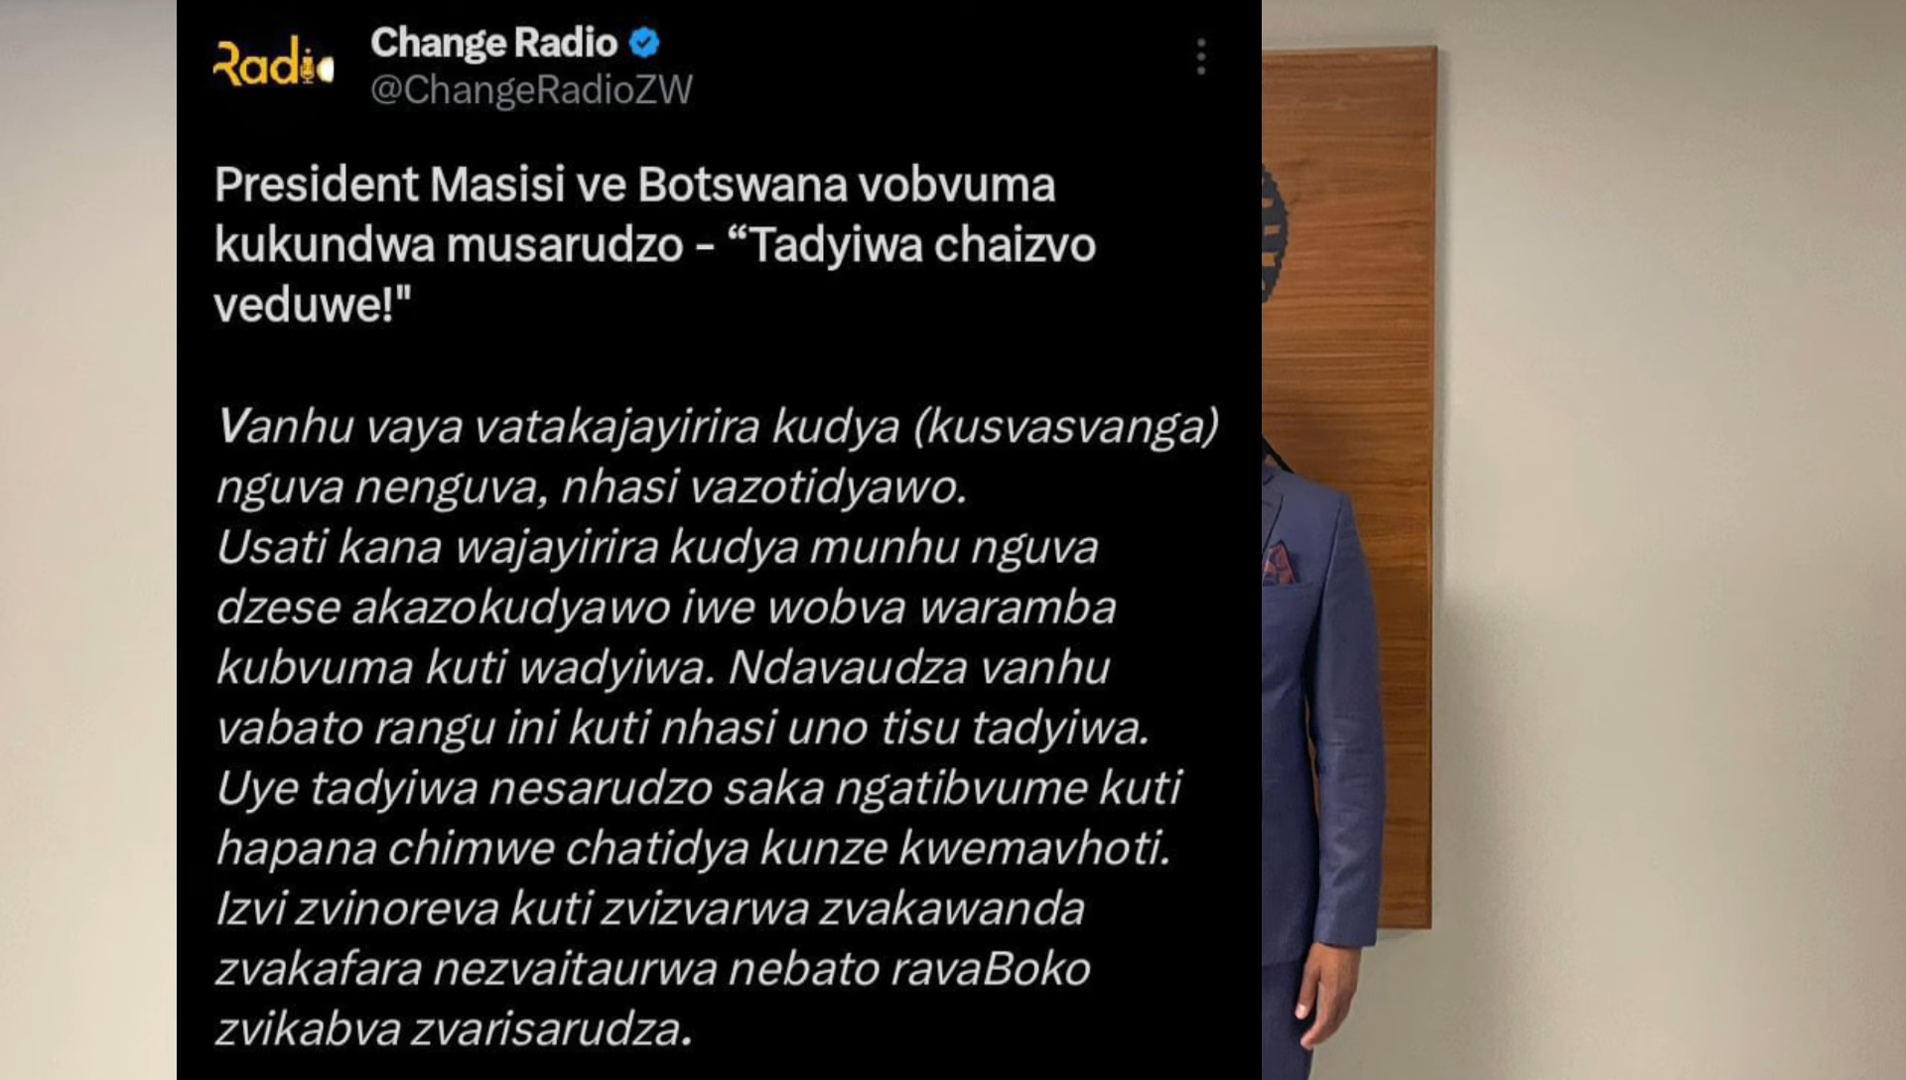 Radio
Change Radio
@ChangeRadioZW
President Masisi ve Botswana vobvuma
kukundwa musarudzo - “Tadyiwa chaizvo
veduwe!"
Vanhu vaya vatakajayirira kudya (kusvasvanga)
nguva nenguva, nhasi vazotidyawo.
Usati kana wajayirira kudya munhu nguva
dzese akazokudyawo iwe wobva waramba
kubvuma kuti wadyiwa. Ndavaudza vanhu
vabato rangu ini kuti nhasi uno tisu tadyiwa.
Uye tadyiwa nesarudzo saka ngatibvume kuti
hapana chimwe chatidya kunze kwemavhoti.
Izvi zvinoreva kuti zvizvarwa zvakawanda
zvakafara nezvaitaurwa nebato ravaBoko
zvikabva zvarisarudza.